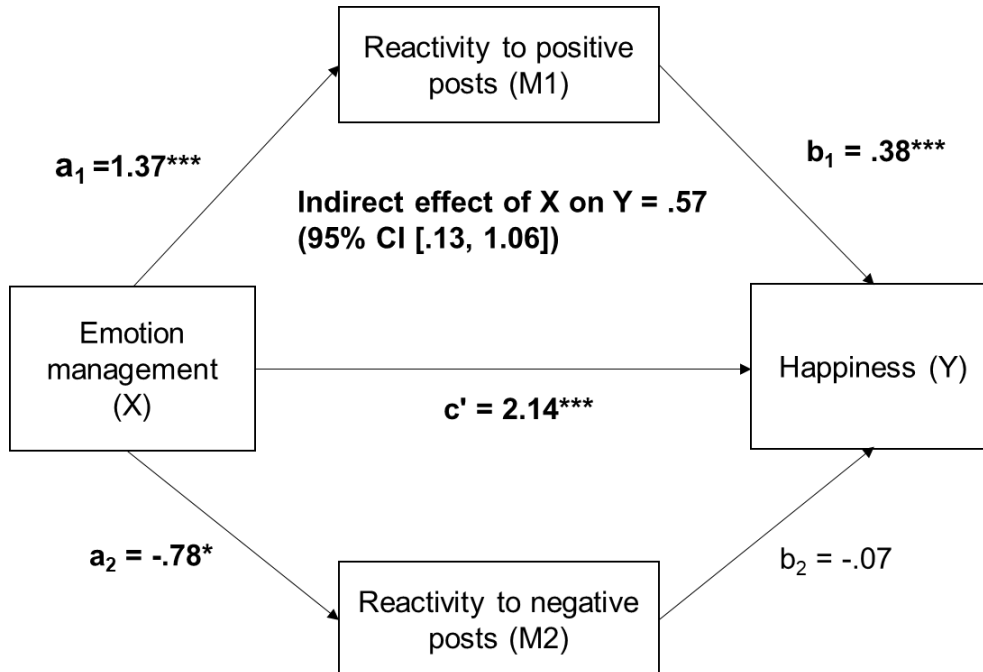 Reactivity to positive
posts (M1)
a₁ =1.37***
b₁ = .38***
Indirect effect of X on Y = .57
(95% CI [.13, 1.06])
Emotion
management
(X)
Happiness (Y)
c' = 2.14***
a₂ = -.78*
b₂ = -.07
Reactivity to negative
posts (M2)